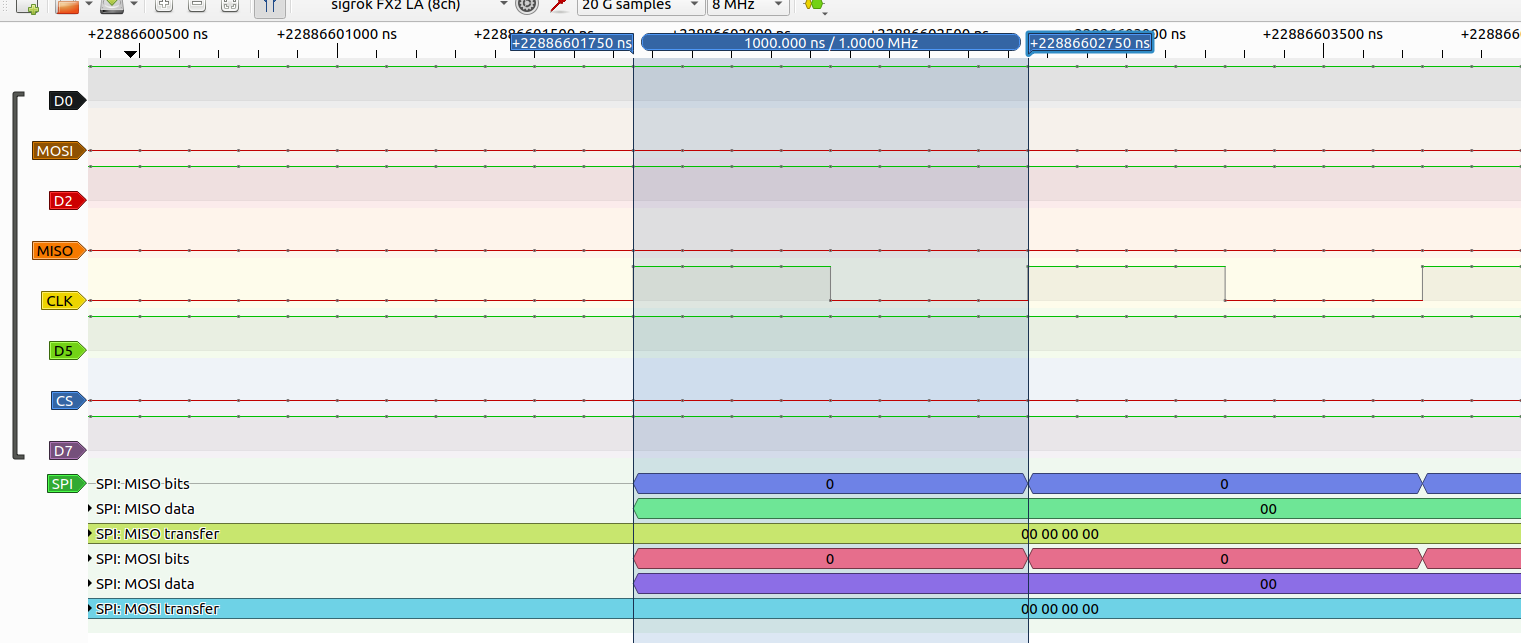 sigrok FX2 LA (8ch) 20 G samples 8 MHz
+22886600500 ns +22886601000 ns +22886603500 ns
+22886601750 ns 1000.000 ns / 1.0000 MHz +22886602750 ns
D0
MOSI
D2
MISO
CLK
D5
CS
D7
SPI SPI: MISO bits 0 0
SPI: MISO data 00
SPI: MISO transfer 00 00 00 00
SPI: MOSI bits 0 0
SPI: MOSI data 00
SPI: MOSI transfer 00 00 00 00